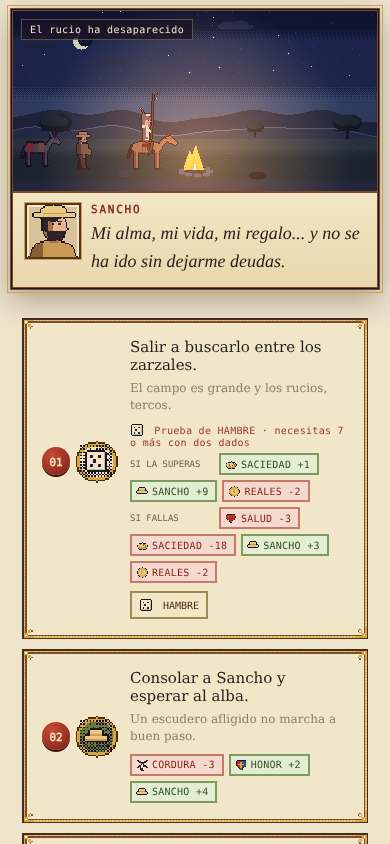 El rucio ha desaparecido
SANCHO
Mi alma, mi vida, mi regalo... y no se
ha ido sin dejarme deudas.
Salir a buscarlo entre los
zarzales.
El campo es grande y los rucios,
tercos.
Prueba de HAMBRE · necesitas 7
o más con dos dados
01
SI LA SUPERAS
SACIEDAD +1
SANCHO +9
REALES -2
SI FALLAS
SALUD -3
SACIEDAD -18
SANCHO +3
REALES -2
HAMBRE
Consolar a Sancho y
esperar al alba.
Un escudero afligido no marcha a
buen paso.
02
CORDURA -3
HONOR +2
SANCHO +4